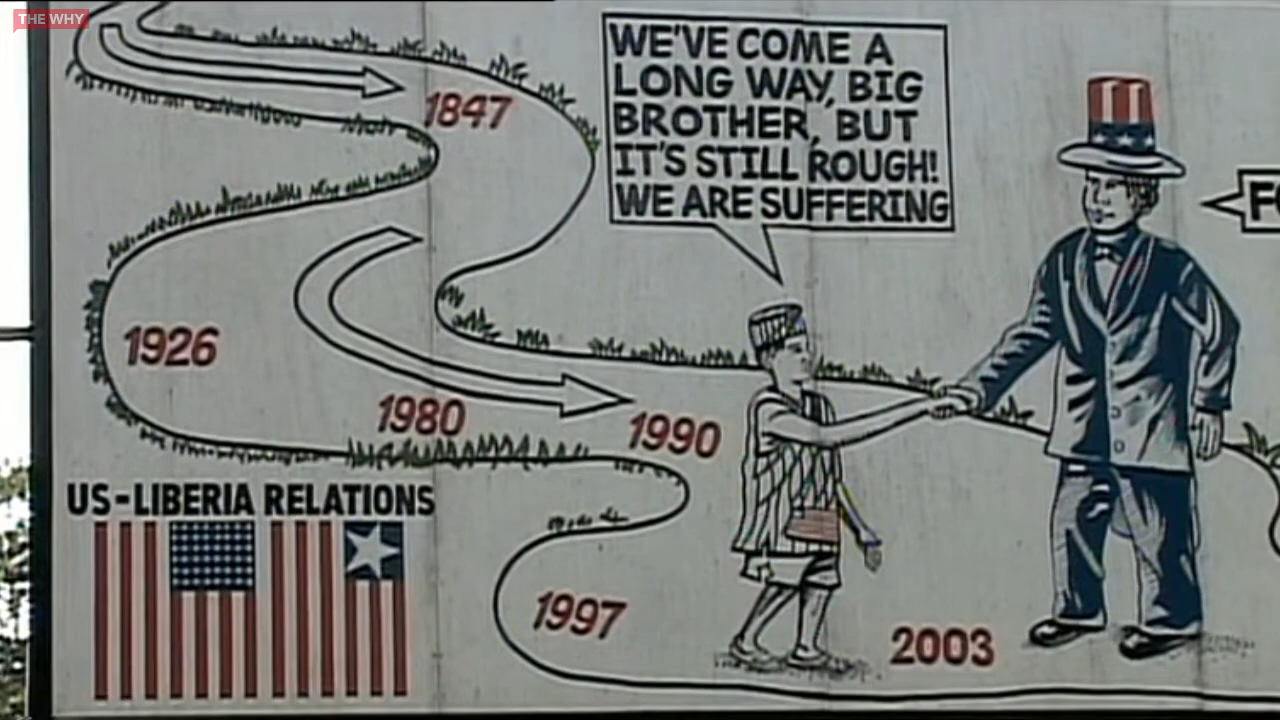 THE WHY
WE'VE COME A
LONG WAY, BIG
BROTHER, BUT
IT'S STILL ROUGH!
WE ARE SUFFERING
1847
1926
1980
1990
US-LIBERIA RELATIONS
1997
2003